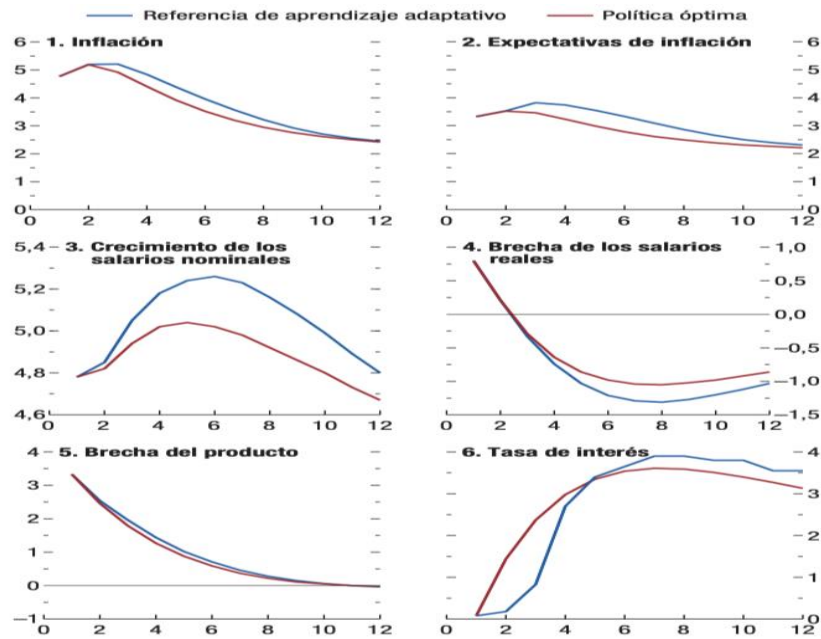 Referencia de aprendizaje adaptativo Política óptima
1. Inflación
6
5
4
3
2
1
0
0 2 4 6 8 10 12
2. Expectativas de inflación
6
5
4
3
2
1
0
0 2 4 6 8 10 12
3. Crecimiento de los
salarios nominales
5,4
5,2
5,0
4,8
4,6
0 2 4 6 8 10 12
4. Brecha de los salarios
reales
1,0
0,5
0,0
–0,5
–1,0
–1,5
0 2 4 6 8 10 12
5. Brecha del producto
4
3
2
1
0
–1
0 2 4 6 8 10 12
6. Tasa de interés
4
3
2
1
0
0 2 4 6 8 10 12